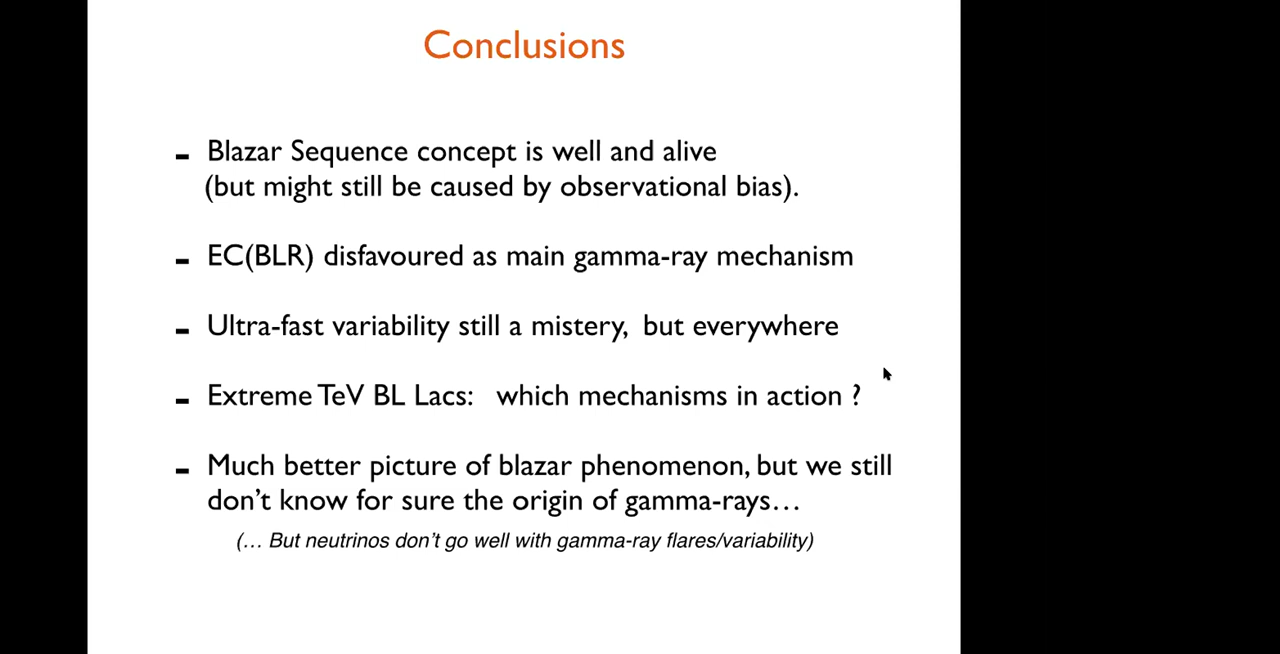 Conclusions
- Blazar Sequence concept is well and alive
(but might still be caused by observational bias).
- EC(BLR) disfavoured as main gamma-ray mechanism
- Ultra-fast variability still a mistery, but everywhere
- Extreme TeV BL Lacs: which mechanisms in action ?
- Much better picture of blazar phenomenon, but we still
don’t know for sure the origin of gamma-rays…
(… But neutrinos don’t go well with gamma-ray flares/variability)